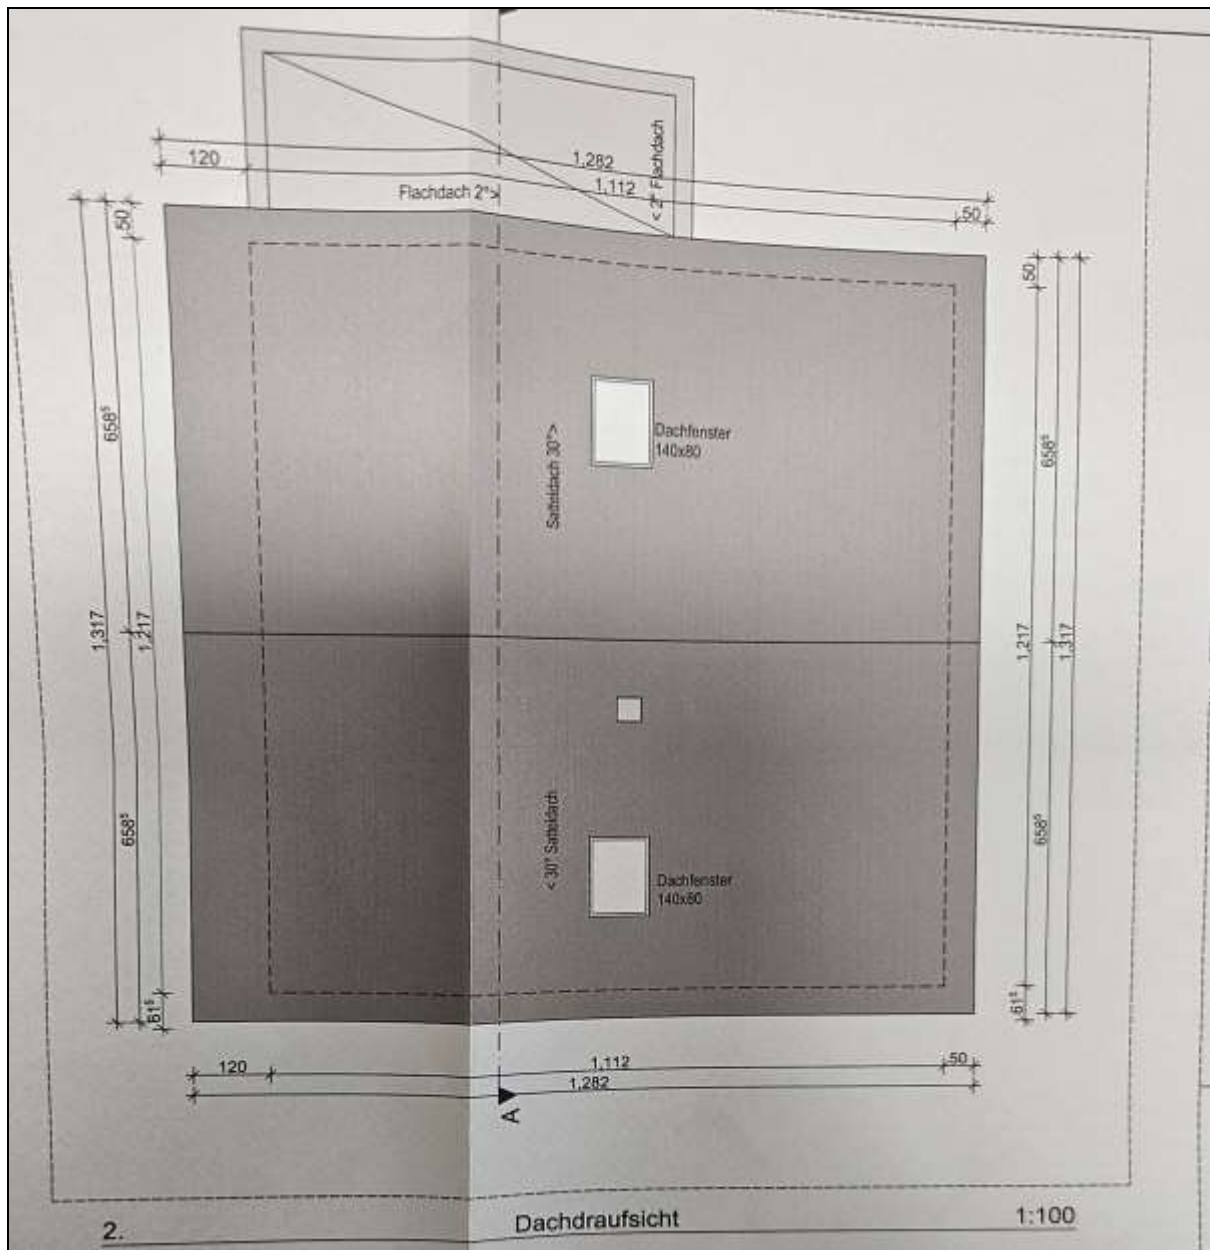 120
1,282
1,112
50
Flachdach 2°>
< 2° Flachdach
50
658⁵
1,317
1,217
658⁵
61⁵
50
658⁵
1,217
1,317
658⁵
61⁵
Satteldach 30°>
Dachfenster
140x80
< 30° Satteldach
Dachfenster
140x80
120
1,112
50
1,282
A
2.
Dachdraufsicht
1:100